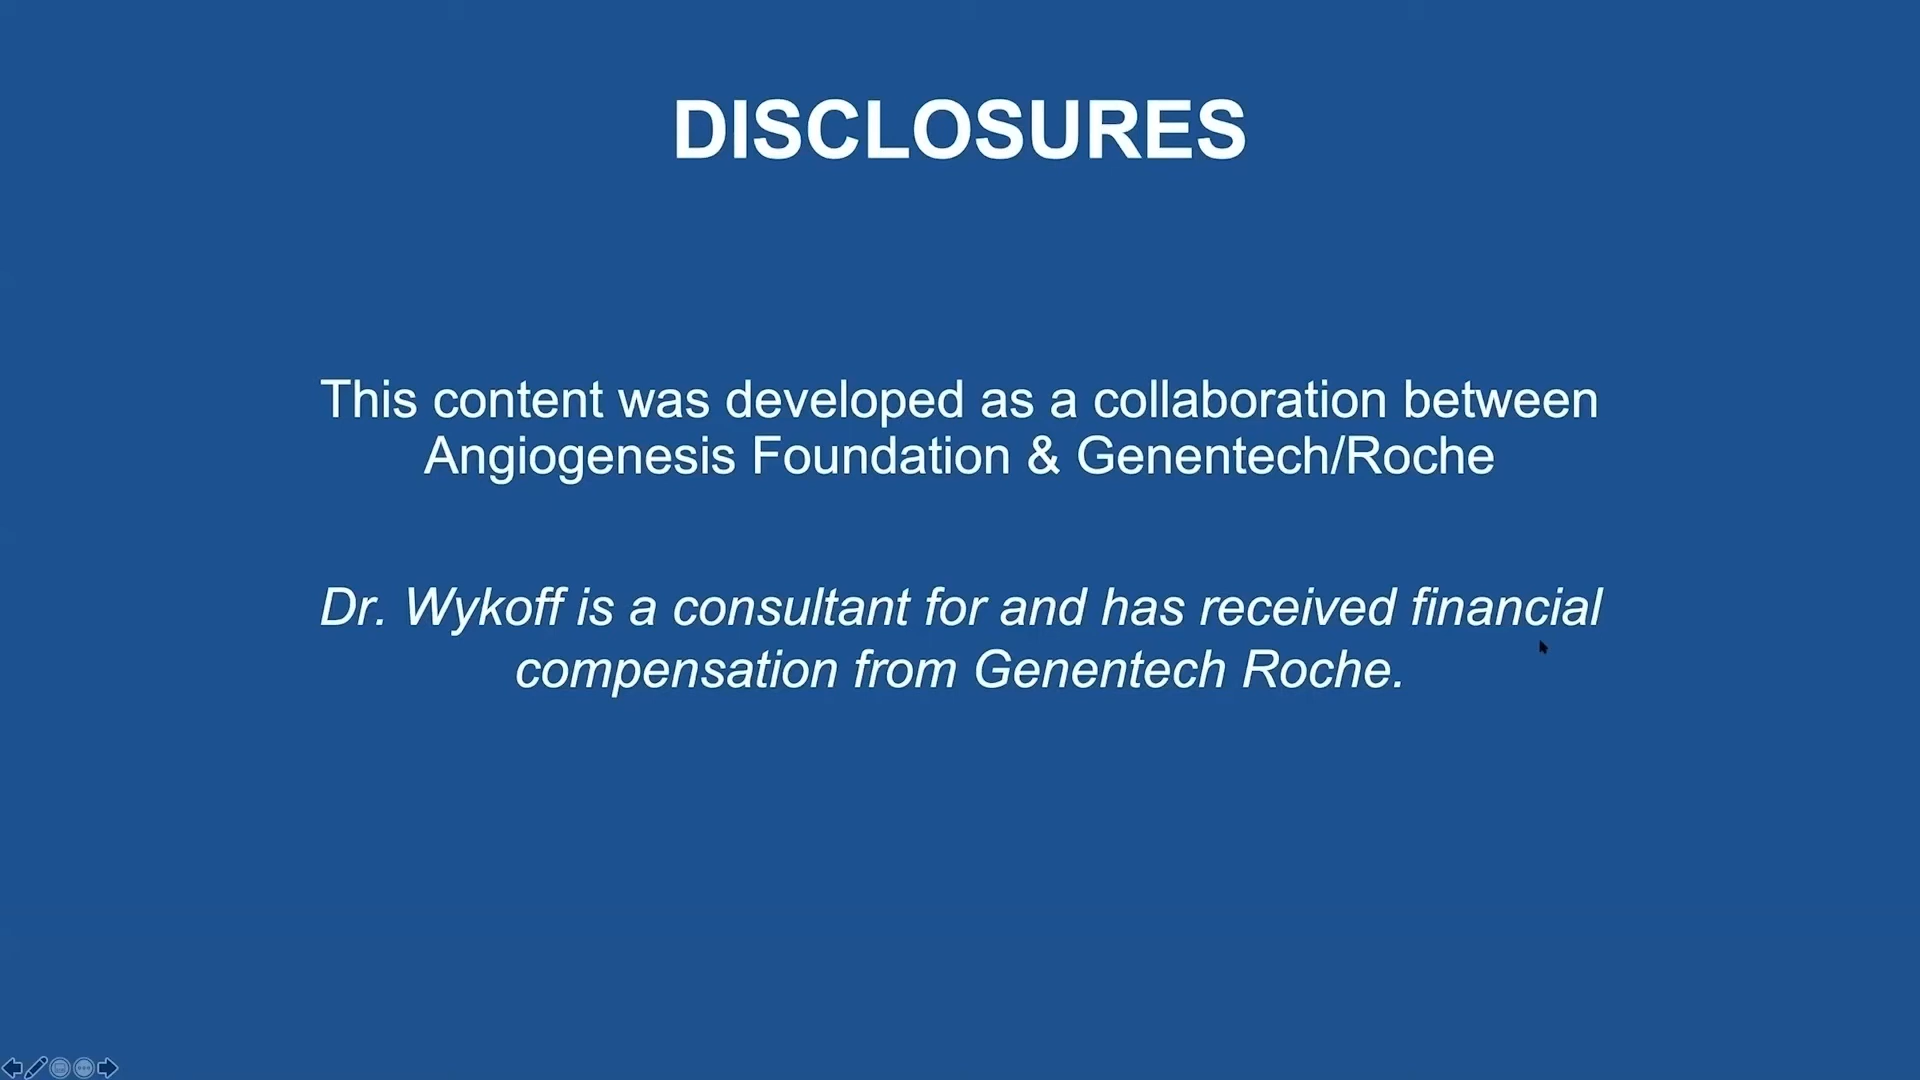 DISCLOSURES
This content was developed as a collaboration between
Angiogenesis Foundation & Genentech/Roche
Dr. Wykoff is a consultant for and has received financial
compensation from Genentech Roche.